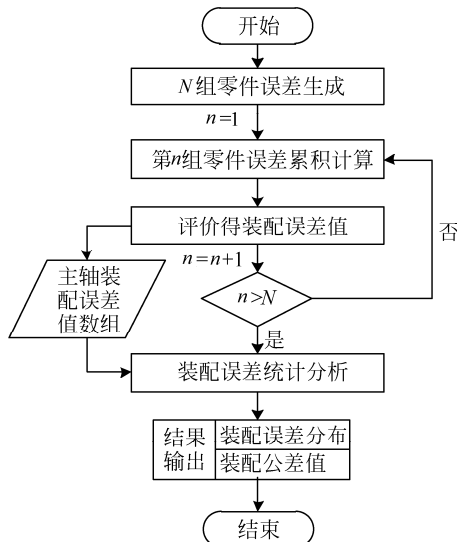 开始
N组零件误差生成
n=1
第n组零件误差累积计算
评价得装配误差值
否
n=n+1
主轴装
配误差
值数组
n>N
是
装配误差统计分析
结果
输出
装配误差分布
装配公差值
结束